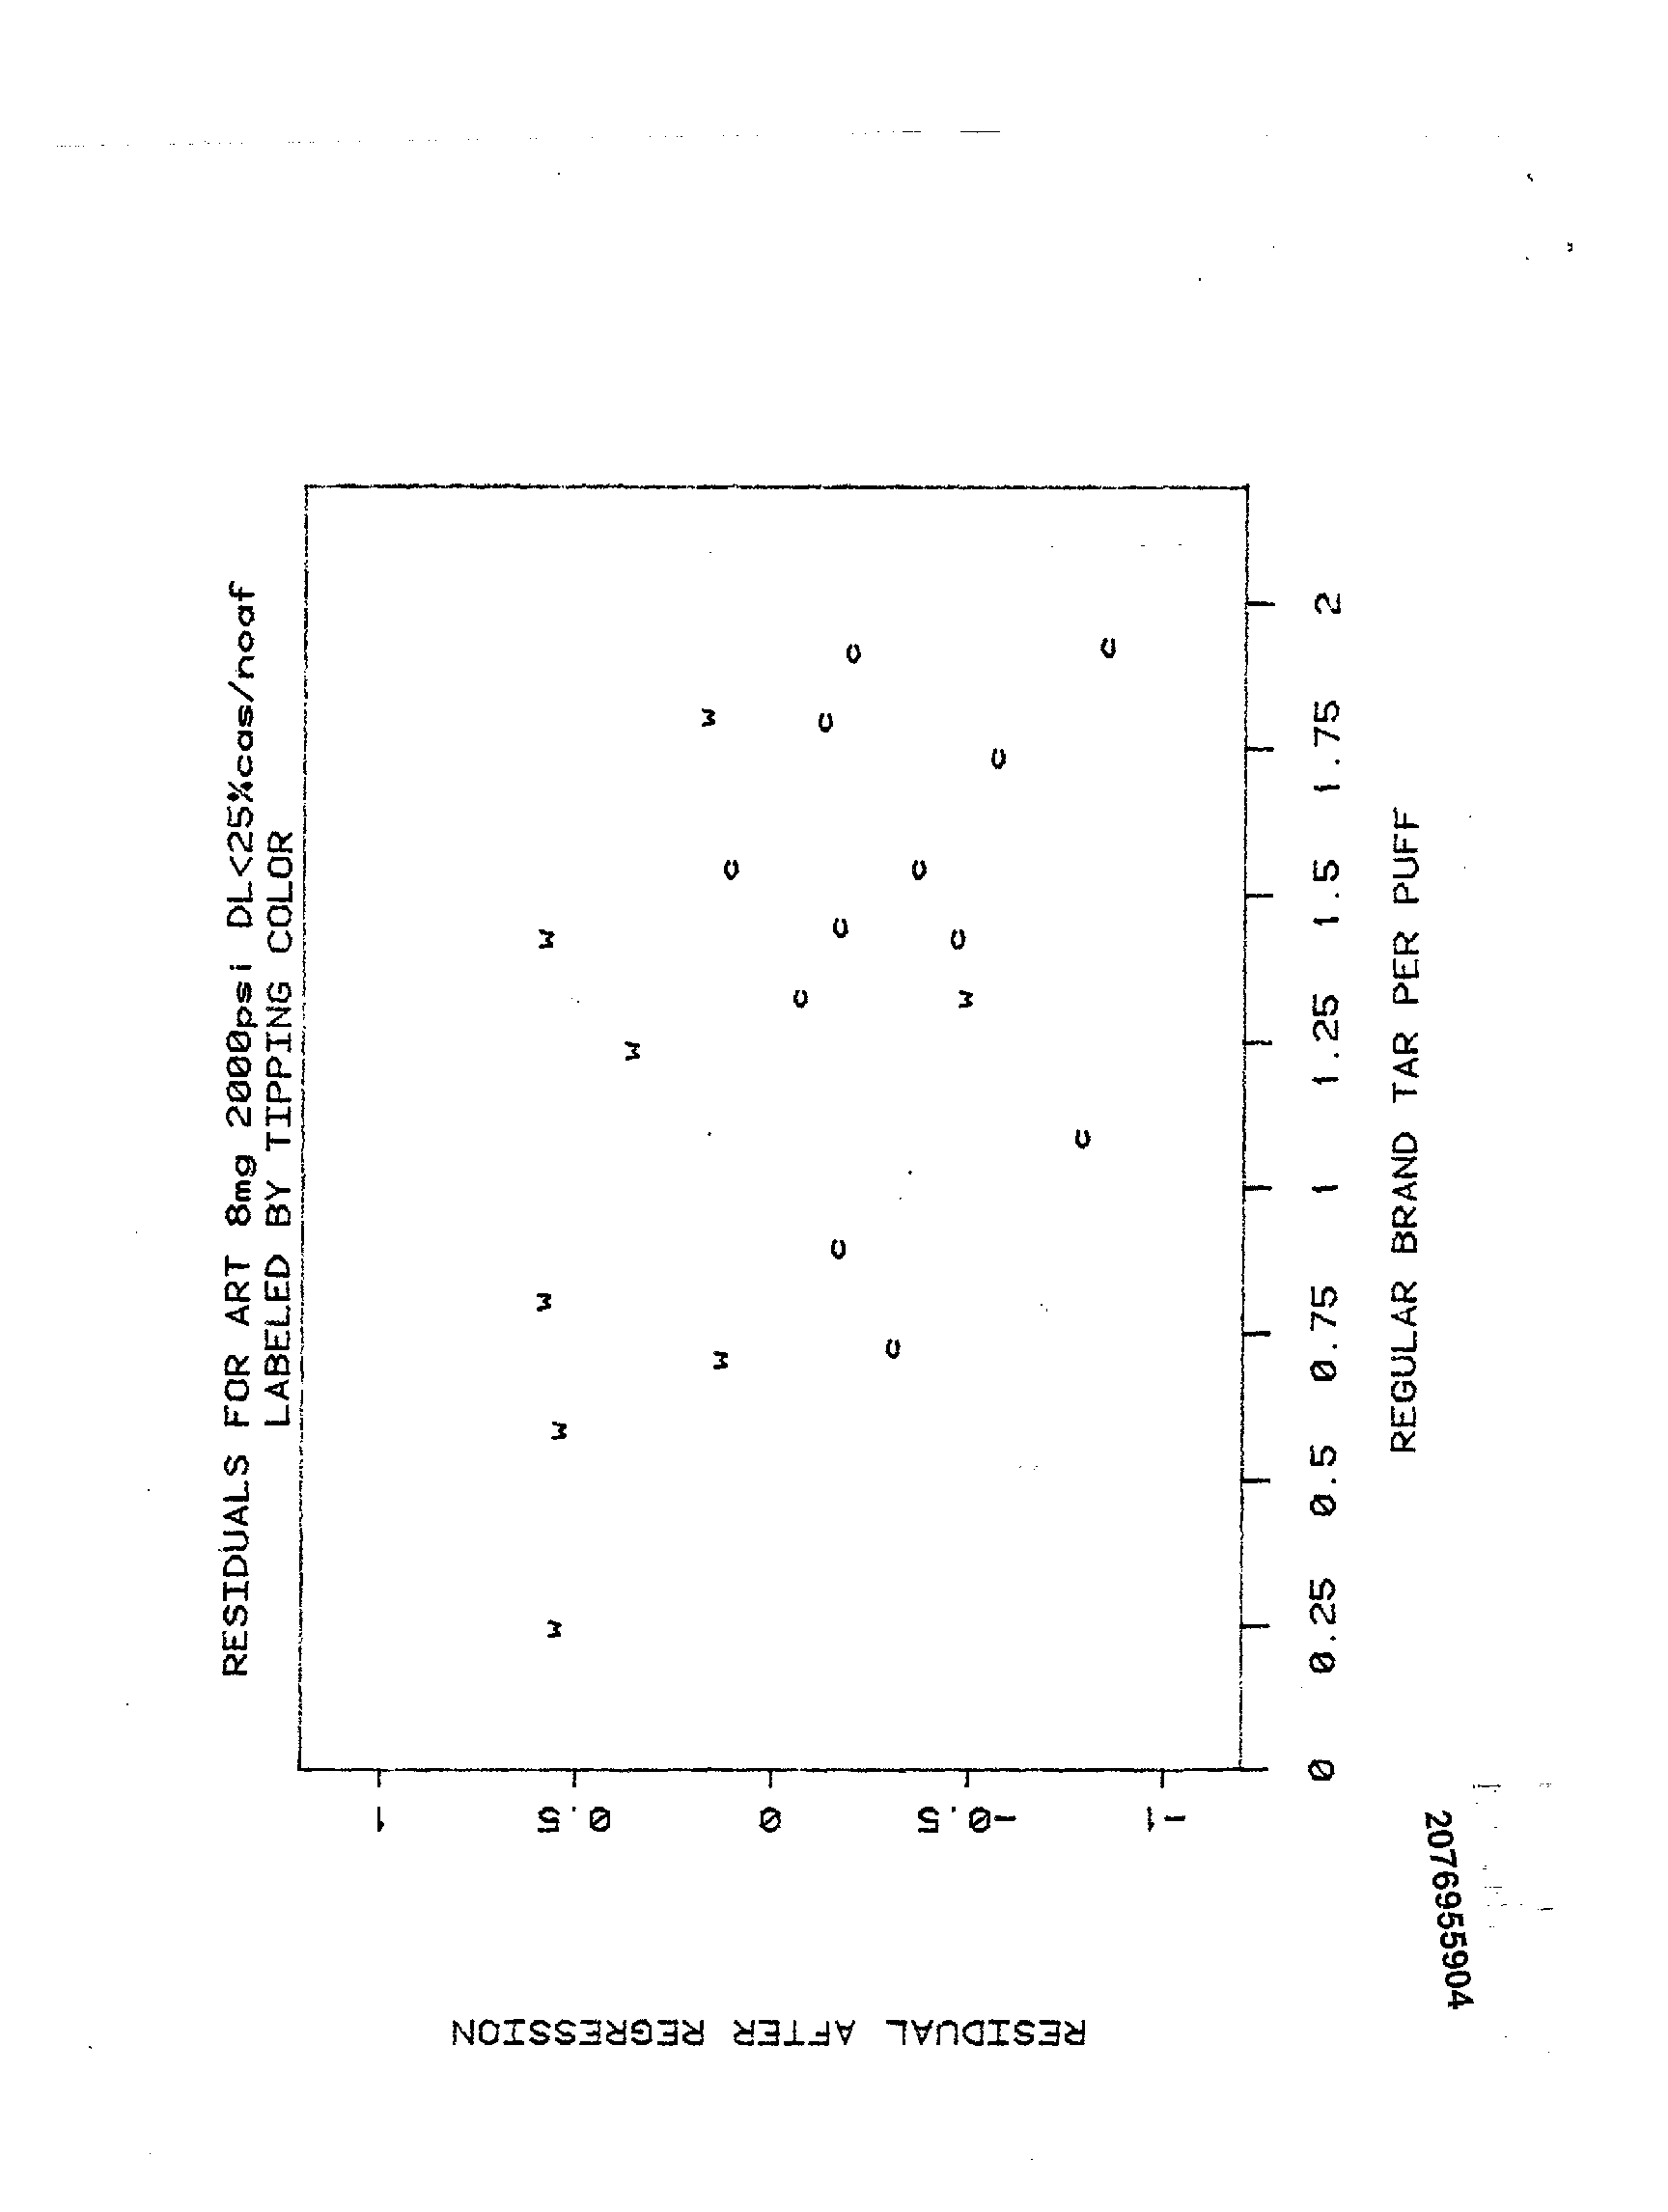 RESIDUALS FOR ART 8mg 2000psi DL<25%cas/noaf
LABELED BY TIPPING COLOR
RESIDUAL AFTER REGRESSION
1
0.5
0
-0.5
-1
W
W
W
W
W
W
W
W
C
C
C
C
C
C
C
C
C
C
C
C
0 0.25 0.5 0.75 1 1.25 1.5 1.75 2
REGULAR BRAND TAR PER PUFF
2076955904